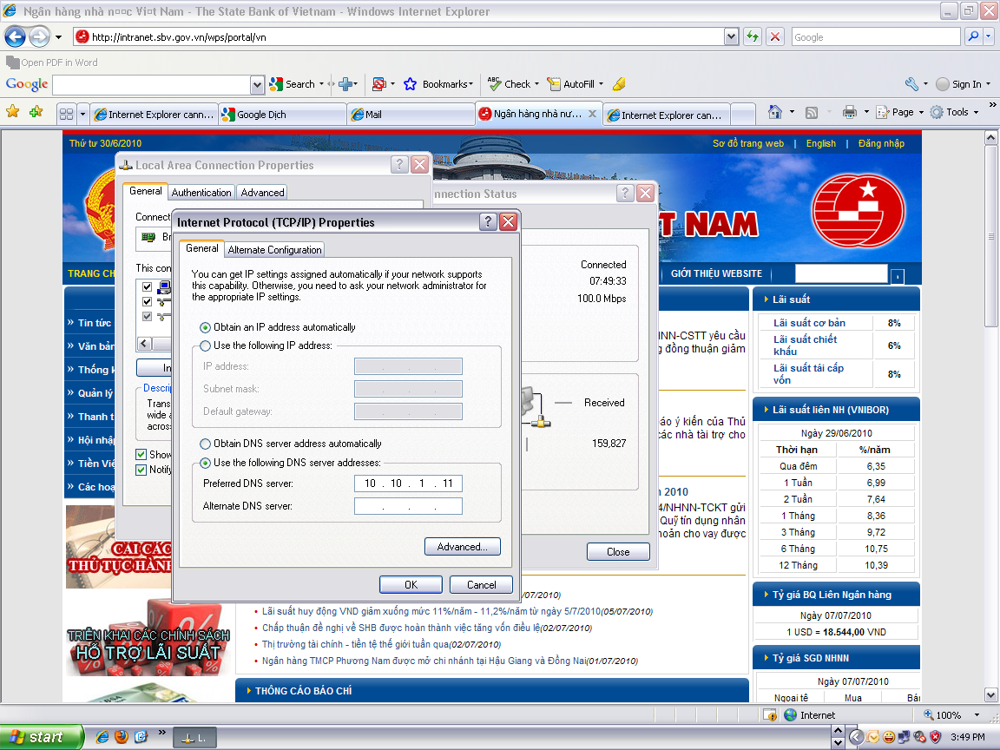 Ngân hàng nhà n¤¤c Vi¤t Nam - The State Bank of Vietnam - Windows Internet Explorer
http://intranet.sbv.gov.vn/wps/portal/vn
Google
Open PDF in Word
Google
Search
Bookmarks
ABC
Check
AutoFill
Sign In
Internet Explorer cann...
Google Dịch
Mail
Ngân hàng nhà nư...
Internet Explorer can...
Page
Tools
Thứ tư 30/6/2010
Sơ đồ trang web | English | Đăng nhập
T NAM
TRANG CH
GIỚI THIỆU WEBSITE
Local Area Connection Properties
General
Authentication
Advanced
Connect
Br
This con
In
Descrip
Trans
wide a
across
Show
Notify
nnection Status
Connected
07:49:33
100.0 Mbps
Received
159,827
Close
Internet Protocol (TCP/IP) Properties
General
Alternate Configuration
You can get IP settings assigned automatically if your network supports
this capability. Otherwise, you need to ask your network administrator for
the appropriate IP settings.
Obtain an IP address automatically
Use the following IP address:
IP address:
Subnet mask:
Default gateway:
Obtain DNS server address automatically
Use the following DNS server addresses:
Preferred DNS server:
10 . 10 . 1 . 11
Alternate DNS server:
Advanced...
OK
Cancel
» Tin tức
» Văn bản
» Thống k
» Quản lý
» Thanh t
» Hội nhập
» Tiền Việ
» Các hoạ
CẢI CÁC
THỦ TỤC HÀNH
TRIỂN KHAI CÁC CHÍNH SÁCH
HỖ TRỢ LÃI SUẤT
HNN-CSTT yêu cầu
g đồng thuận giảm
áo ý kiến của Thủ
các nhà tài trợ cho
n 2010
4/NHNN-TCKT gửi
Quỹ tín dụng nhân
hoản cho vay được
/07/2010)
• Lãi suất huy động VND giảm xuống mức 11%/năm - 11,2%/năm từ ngày 5/7/2010(05/07/2010)
• Chấp thuận đề nghị về SHB được hoàn thành việc tăng vốn điều lệ(02/07/2010)
• Thị trường tài chính - tiền tệ thế giới tuần qua(02/07/2010)
• Ngân hàng TMCP Phương Nam được mở chi nhánh tại Hậu Giang và Đồng Nai(01/07/2010)
THÔNG CÁO BÁO CHÍ
Lãi suất
Lãi suất cơ bản 8%
Lãi suất chiết
khấu 6%
Lãi suất tái cấp
vốn 8%
Lãi suất liên NH (VNIBOR)
Ngày 29/06/2010
Thời hạn %/năm
Qua đêm 6,35
1 Tuần 6,99
2 Tuần 7,64
1 Tháng 8,36
3 Tháng 9,72
6 Tháng 10,75
12 Tháng 10,39
Tỷ giá BQ Liên Ngân hàng
Ngày 07/07/2010
1 USD = 18.544,00 VND
Tỷ giá SGD NHNN
Ngày 07/07/2010
Ngoại tệ Mua Bán
Internet
100%
start
L.
3:49 PM